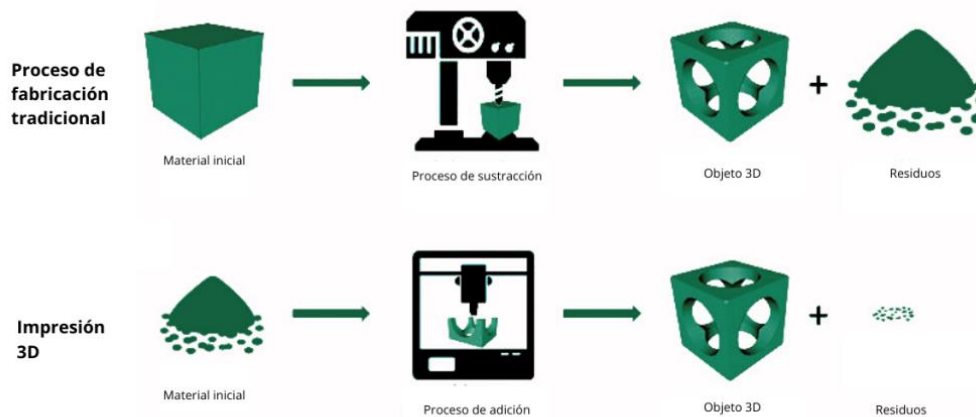 Proceso de
fabricación
tradicional
Material inicial
Proceso de sustracción
Objeto 3D
Residuos
Impresión
3D
Material inicial
Proceso de adición
Objeto 3D
Residuos